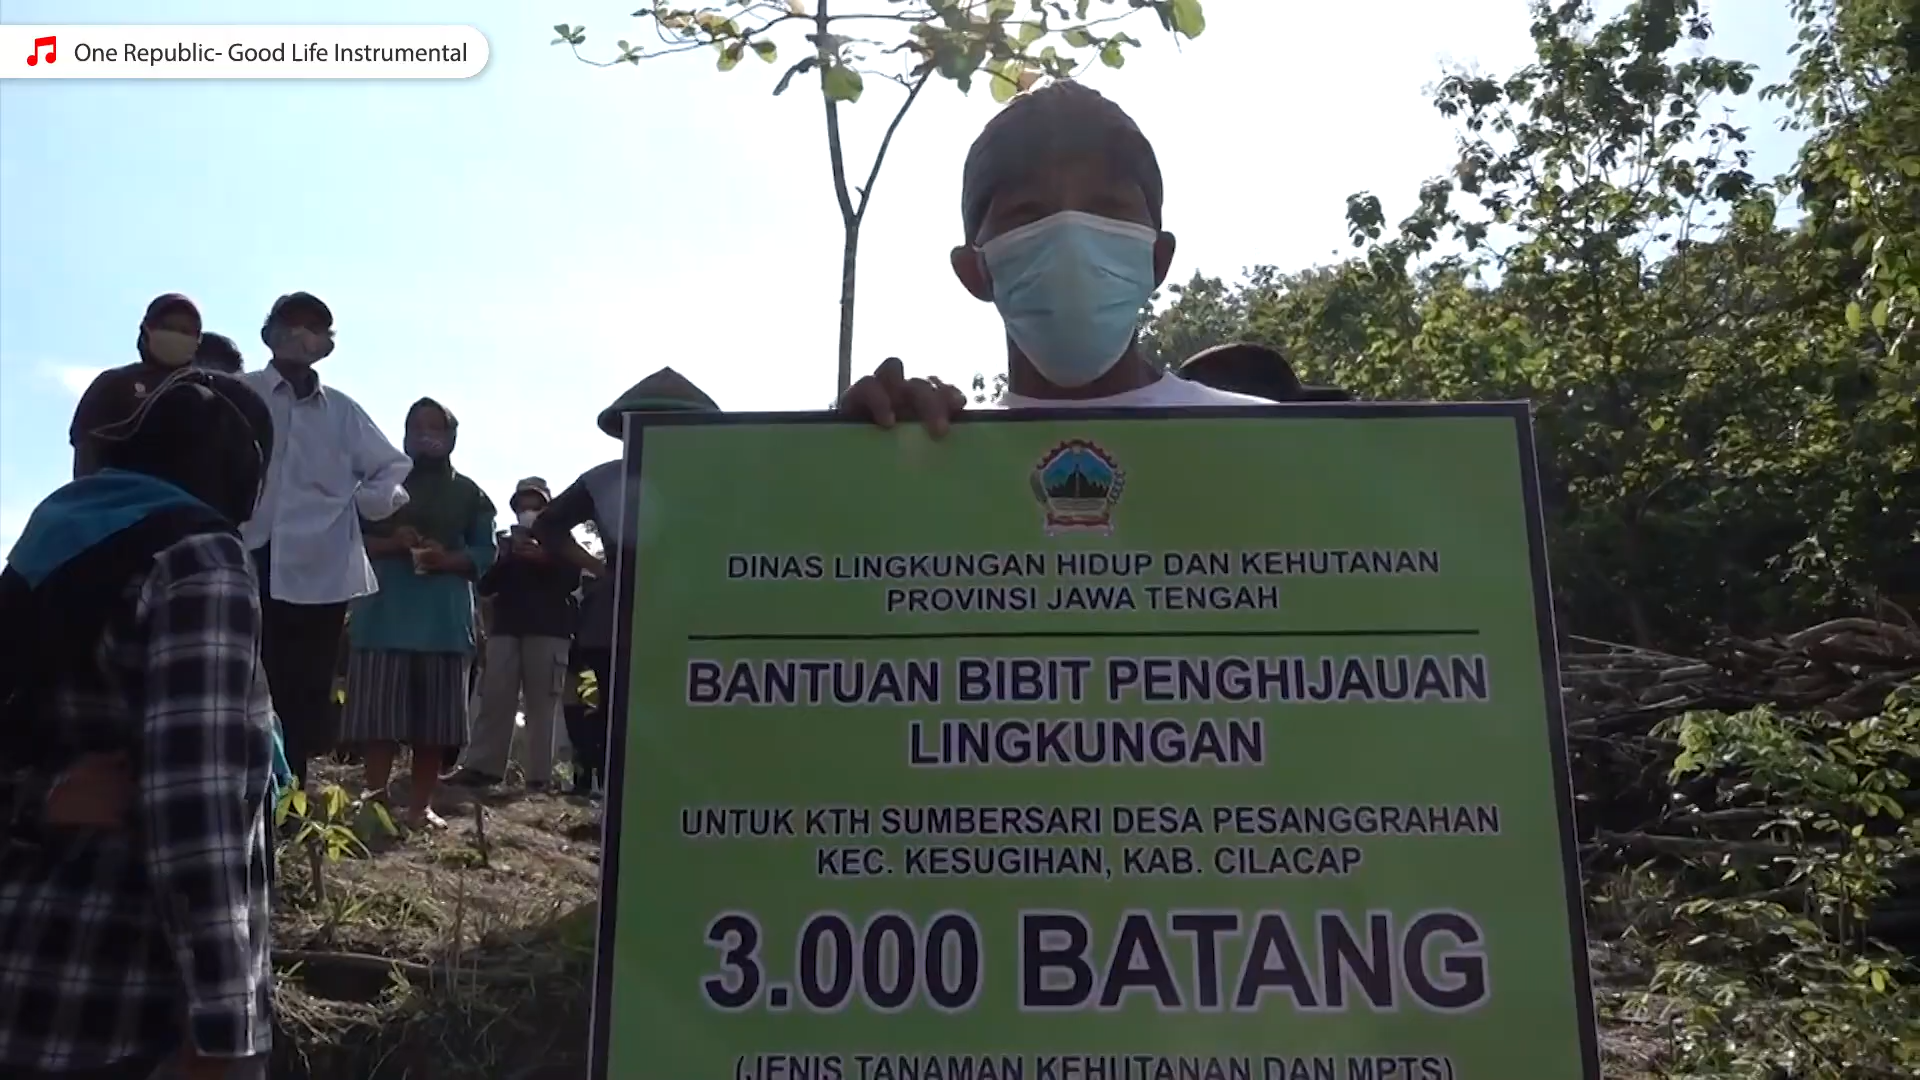 One Republic- Good Life Instrumental
DINAS LINGKUNGAN HIDUP DAN KEHUTANAN
PROVINSI JAWA TENGAH
BANTUAN BIBIT PENGHIJAUAN
LINGKUNGAN
UNTUK KTH SUMBERSARI DESA PESANGGRAHAN
KEC. KESUGIHAN, KAB. CILACAP
3.000 BATANG
(JENIS TANAMAN KEHUTANAN DAN MPTS)